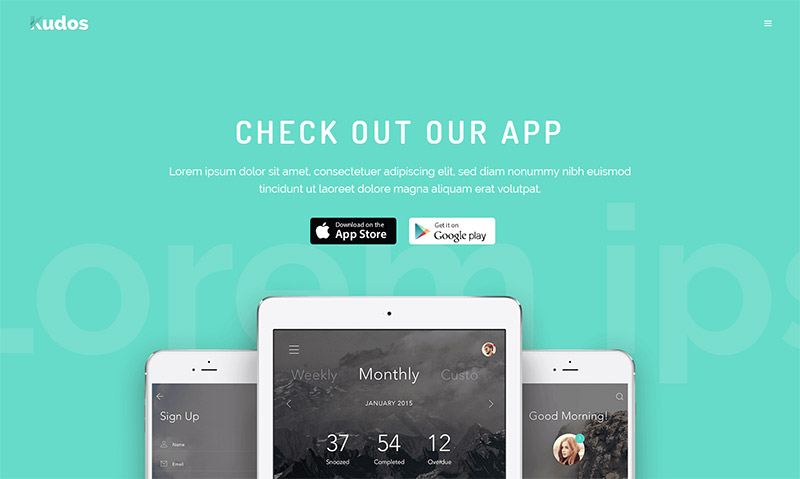 Kudos
CHECK OUT OUR APP
Lorem ipsum dolor sit amet, consectetuer adipiscing elit, sed diam nonummy nibh euismod
tincidunt ut laoreet dolore magna aliquam erat volutpat.
Download on the
App Store
Get it on
Google play
Lorem ips
Weekly Monthly Custo
JANUARY 2015
37 54 12
Snoozed Completed Overdue
Sign Up
Name
Email
Good Morning!